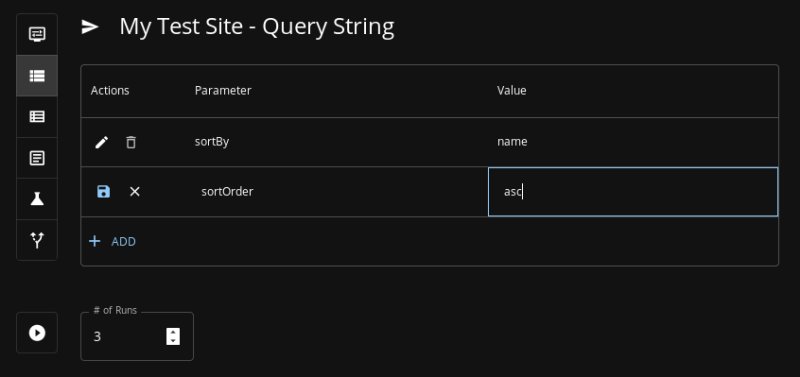 My Test Site - Query String
Actions Parameter Value
sortBy name
sortOrder asc
+ ADD
# of Runs
3